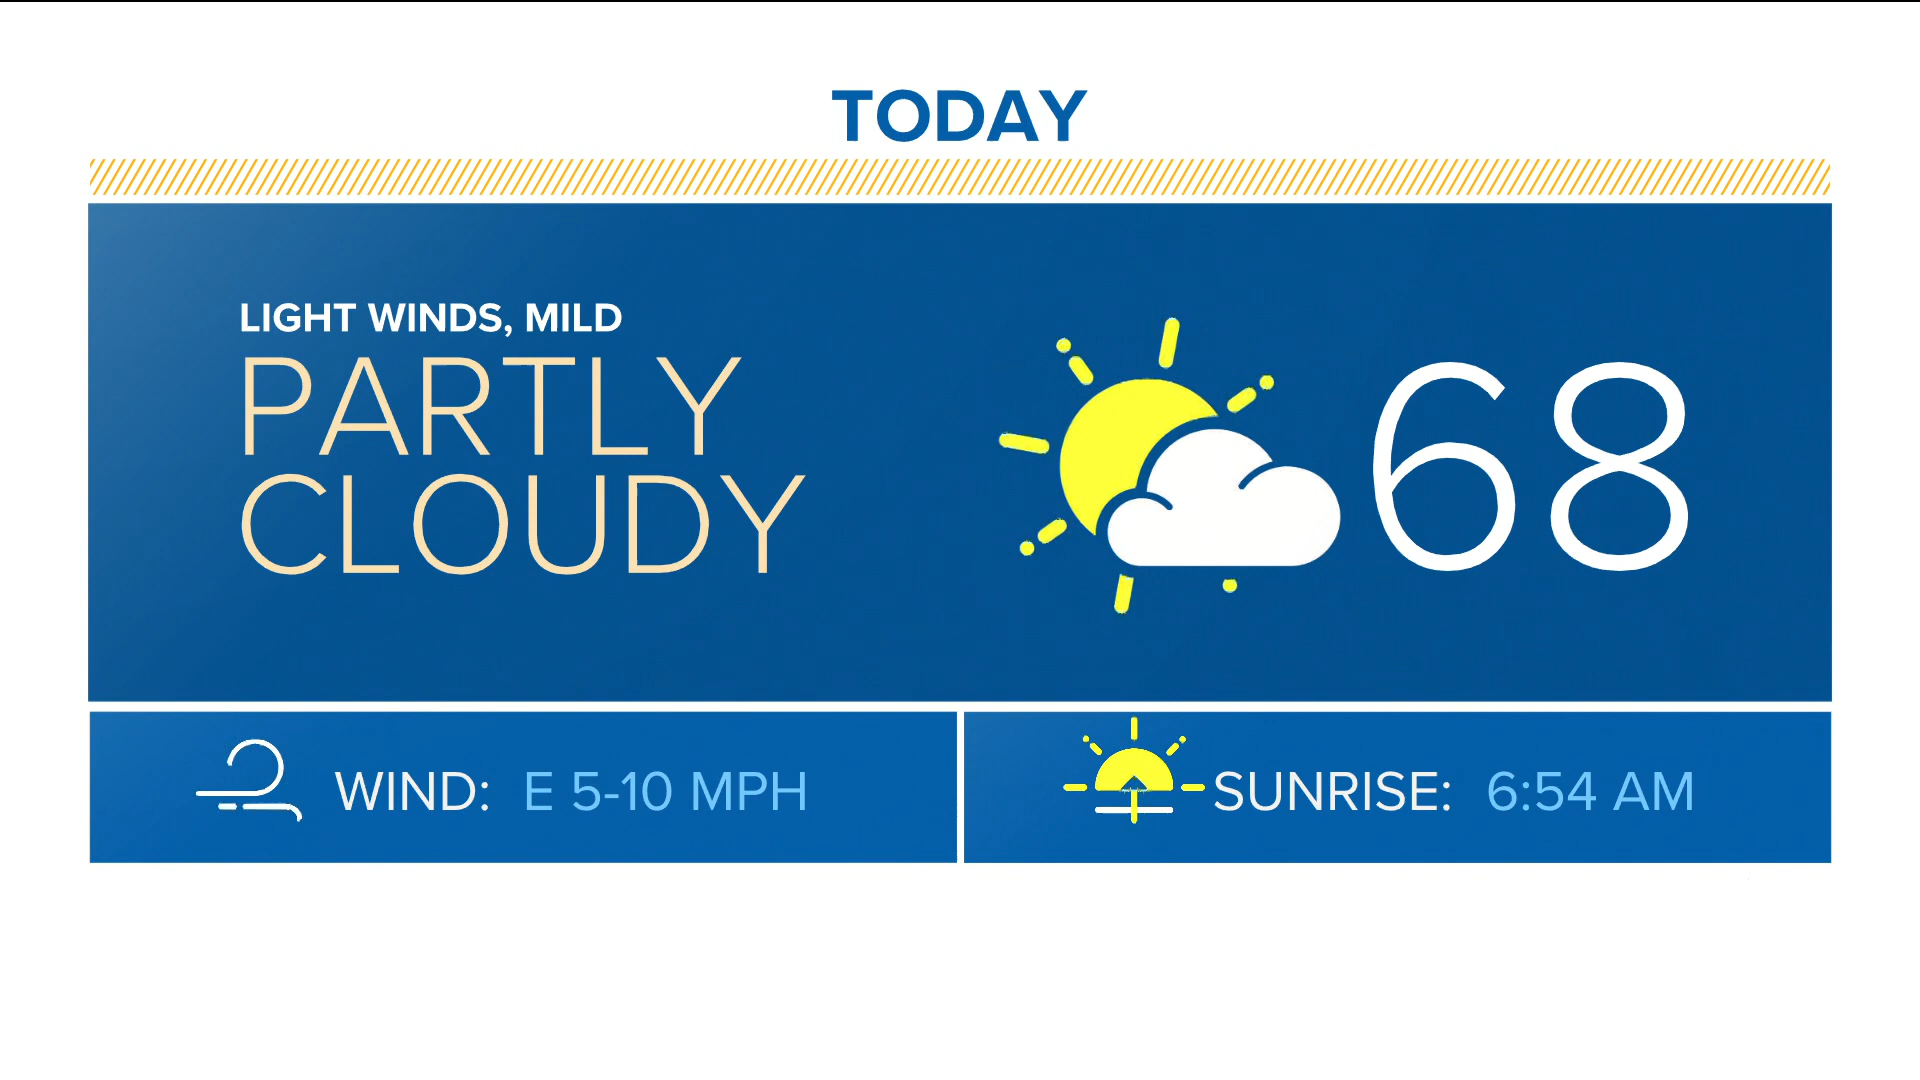 TODAY
LIGHT WINDS, MILD
PARTLY
CLOUDY
68
WIND: E 5-10 MPH
SUNRISE: 6:54 AM